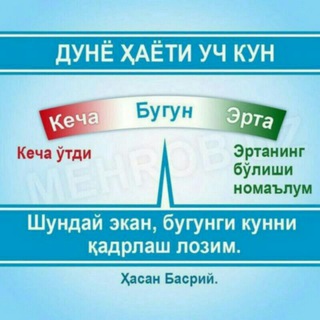 ДУНЁ ҲАЁТИ УЧ КУН
Кеча Бугун Эрта
Кеча ўтди
Эртанинг
бўлиши
номаълум
Шундай экан, бугунги кунни
қадрлаш лозим.
Ҳасан Басрий.